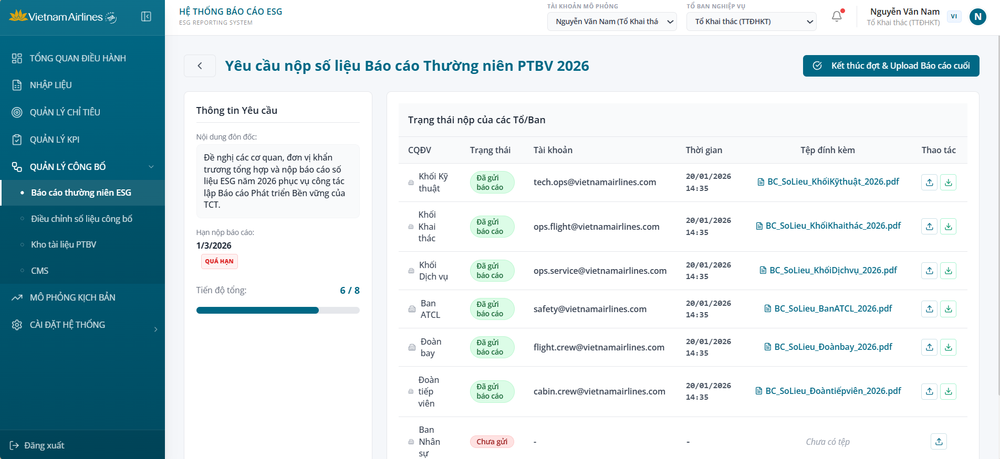 Vietnam Airlines
HỆ THỐNG BÁO CÁO ESG
ESG REPORTING SYSTEM
TÀI KHOẢN MÔ PHỎNG
Nguyễn Văn Nam (Tổ Khai thá
TỔ BAN NGHIỆP VỤ
Tổ Khai thác (TTĐHKT)
Nguyễn Văn Nam
Tổ Khai thác (TTĐHKT)
VI
N
TỔNG QUAN ĐIỀU HÀNH
NHẬP LIỆU
QUẢN LÝ CHỈ TIÊU
QUẢN LÝ KPI
QUẢN LÝ CÔNG BỐ
Báo cáo thường niên ESG
Điều chỉnh số liệu công bố
Kho tài liệu PTBV
CMS
MÔ PHỎNG KỊCH BẢN
CÀI ĐẶT HỆ THỐNG
Đăng xuất
Yêu cầu nộp số liệu Báo cáo Thường niên PTBV 2026
Kết thúc đợt & Upload Báo cáo cuối
Thông tin Yêu cầu
Nội dung đôn đốc:
Đề nghị các cơ quan, đơn vị khẩn
trương tổng hợp và nộp báo cáo số
liệu ESG năm 2026 phục vụ công tác
lập Báo cáo Phát triển Bền vững của
TCT.
Hạn nộp báo cáo:
1/3/2026
QUÁ HẠN
Tiến độ tổng:
6 / 8
Trạng thái nộp của các Tổ/Ban
CQĐV
Trạng thái
Tài khoản
Thời gian
Tệp đính kèm
Thao tác
Khối Kỹ
thuật
Đã gửi
báo cáo
tech.ops@vietnamairlines.com
20/01/2026
14:35
BC_SoLieu_KhốiKỹthuật_2026.pdf
Khối
Khai
thác
Đã gửi
báo cáo
ops.flight@vietnamairlines.com
20/01/2026
14:35
BC_SoLieu_KhốiKhaithác_2026.pdf
Khối
Dịch vụ
Đã gửi
báo cáo
ops.service@vietnamairlines.com
20/01/2026
14:35
BC_SoLieu_KhốiDịchvụ_2026.pdf
Ban
ATCL
Đã gửi
báo cáo
safety@vietnamairlines.com
20/01/2026
14:35
BC_SoLieu_BanATCL_2026.pdf
Đoàn
bay
Đã gửi
báo cáo
flight.crew@vietnamairlines.com
20/01/2026
14:35
BC_SoLieu_Đoànbay_2026.pdf
Đoàn
tiếp
viên
Đã gửi
báo cáo
cabin.crew@vietnamairlines.com
20/01/2026
14:35
BC_SoLieu_Đoàntiếpviên_2026.pdf
Ban
Nhân
sự
Chưa gửi
-
-
Chưa có tệp